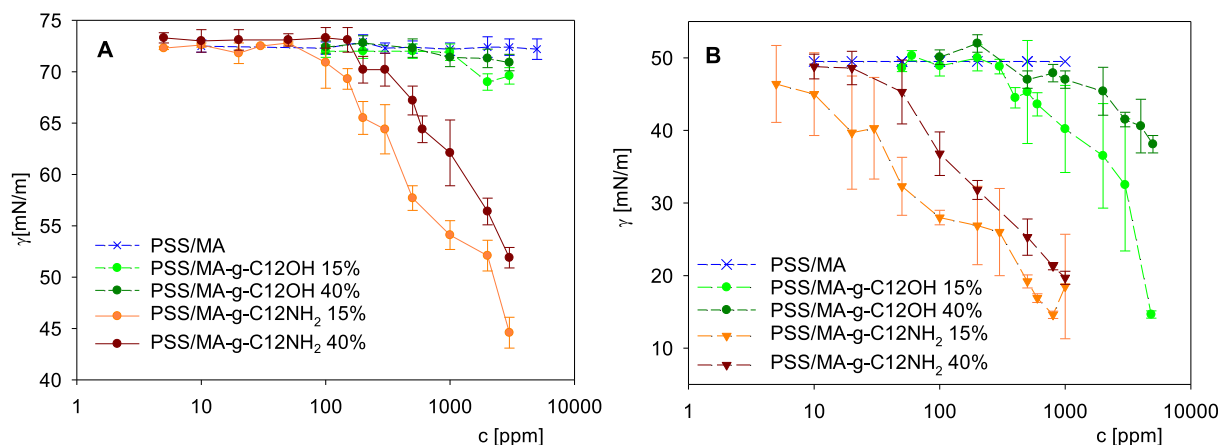 A
γ[mN/m]
75
70
65
60
55
50
45
40
PSS/MA
PSS/MA-g-C12OH 15%
PSS/MA-g-C12OH 40%
PSS/MA-g-C12NH2 15%
PSS/MA-g-C12NH2 40%
1 10 100 1000 10000
c [ppm]
B
γ [mN/m]
50
40
30
20
10
PSS/MA
PSS/MA-g-C12OH 15%
PSS/MA-g-C12OH 40%
PSS/MA-g-C12NH2 15%
PSS/MA-g-C12NH2 40%
1 10 100 1000 10000
c [ppm]